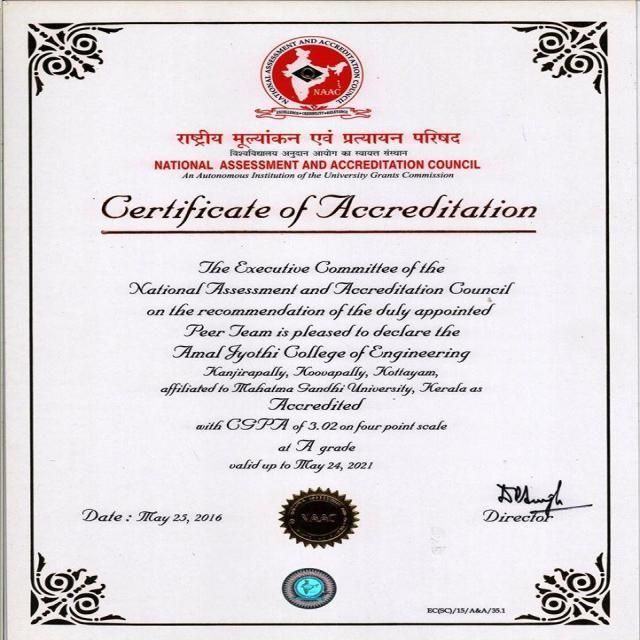 NATIONAL ASSESSMENT AND ACCREDITATION COUNCIL
NAAC
EXCELLENCE • CREDIBILITY • RELEVANCE
राष्ट्रीय मूल्यांकन एवं प्रत्यायन परिषद
विश्वविद्यालय अनुदान आयोग का स्वायत्त संस्थान
NATIONAL ASSESSMENT AND ACCREDITATION COUNCIL
An Autonomous Institution of the University Grants Commission
Certificate of Accreditation
The Executive Committee of the
National Assessment and Accreditation Council
on the recommendation of the duly appointed
Peer Team is pleased to declare the
Amal Jyothi College of Engineering
Kanjirapally, Koovapally, Kottayam,
affiliated to Mahatma Gandhi University, Kerala as
Accredited
with CGPA of 3.02 on four point scale
at A grade
valid up to May 24, 2021
Date : May 25, 2016
NAAC
Director
EC(SC)/15/A&A/35.1